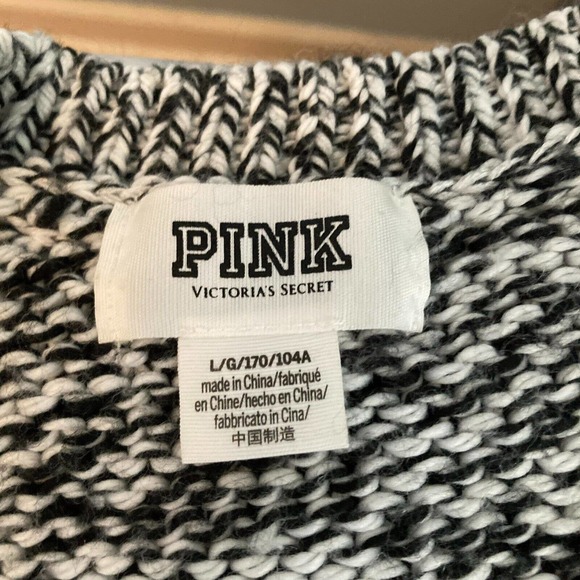 PINK
VICTORIA'S SECRET
L/G/170/104A
made in China/fabriqué
en Chine/hecho en China/
fabbricato in Cina/
中国制造